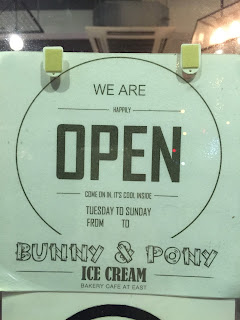 WE ARE
HAPPILY
OPEN
COME ON IN, IT'S COOL INSIDE
TUESDAY TO SUNDAY
FROM TO
BUNNY & PONY
ICE CREAM
BAKERY CAFE AT EAST